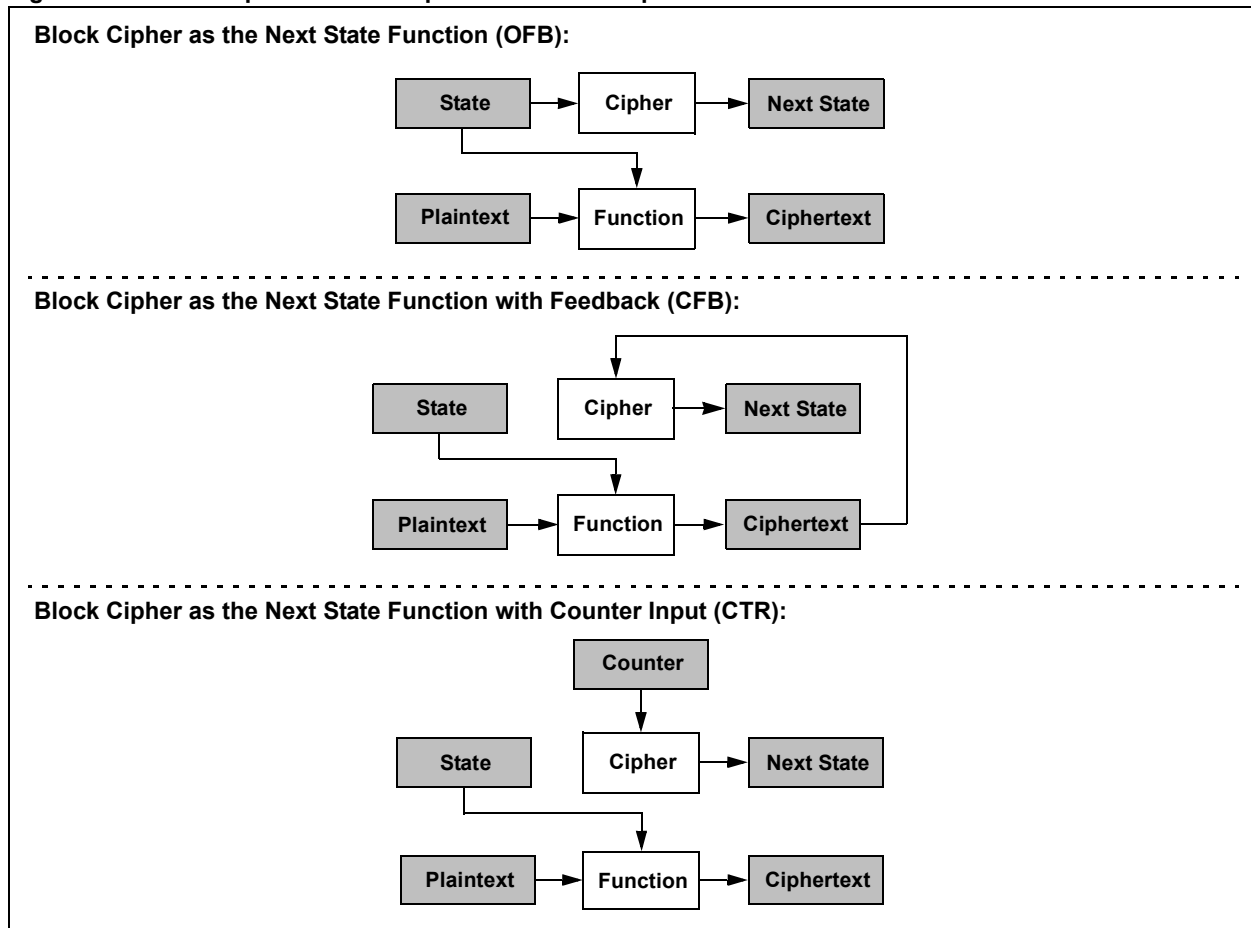 Block Cipher as the Next State Function (OFB):
State
Cipher
Next State
Plaintext
Function
Ciphertext
Block Cipher as the Next State Function with Feedback (CFB):
State
Cipher
Next State
Plaintext
Function
Ciphertext
Block Cipher as the Next State Function with Counter Input (CTR):
Counter
State
Cipher
Next State
Plaintext
Function
Ciphertext